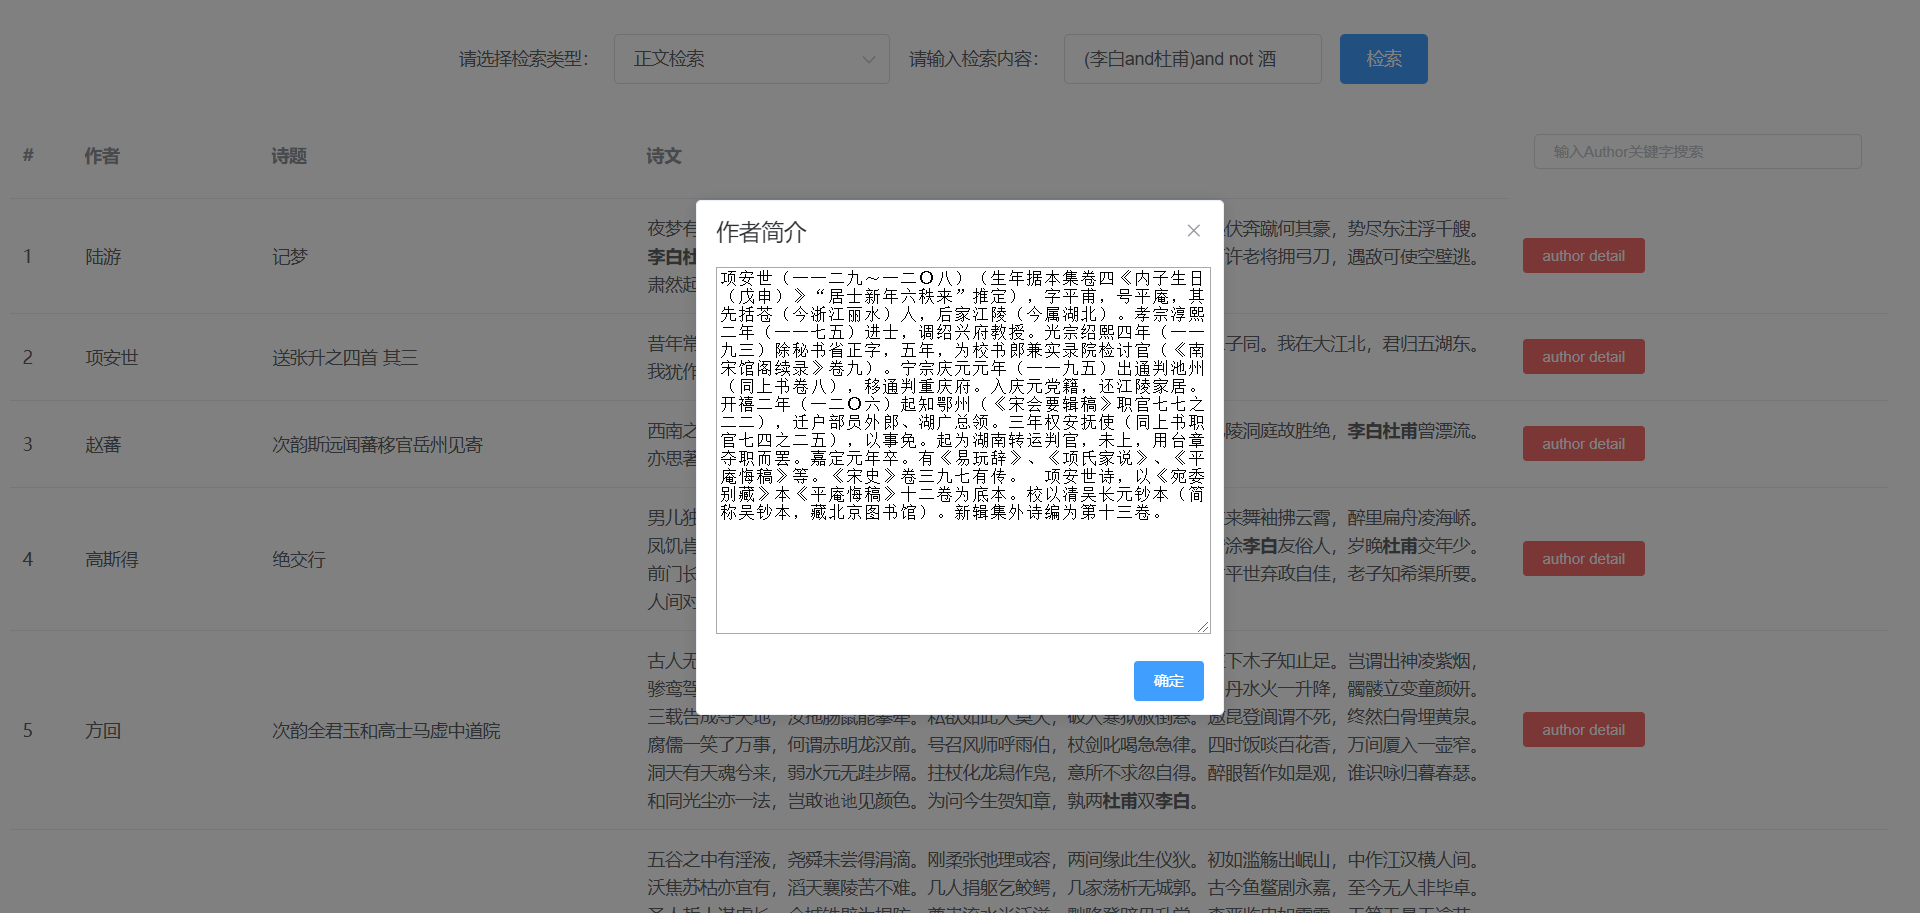 请选择检索类型： 正文检索 请输入检索内容： (李白and杜甫)and not 酒 检索
# 作者 诗题 诗文 输入Author关键字搜索
作者简介
项安世（一一二九～一二〇八）（生年据本集卷四《内子生日
（戊申）》“居士新年六秩来”推定），字平甫，号平庵，其
先括苍（今浙江丽水）人，后家江陵（今属湖北）。孝宗淳熙
二年（一一七五）进士，调绍兴府教授。光宗绍熙四年（一一
九三）除秘书省正字，五年，为校书郎兼实录院检讨官（《南
宋馆阁续录》卷九）。宁宗庆元元年（一一九五）出通判池州
（同上书卷八），移通判重庆府。入庆元党籍，还江陵家居。
开禧二年（一二〇六）起知鄂州（《宋会要辑稿》职官七七之
二二），迁户部员外郎、湖广总领。三年权安抚使（同上书职
官七四之二五），以事免。起为湖南转运判官，未上，用台章
夺职而罢。嘉定元年卒。有《易玩辞》、《项氏家说》、《平
庵悔稿》等。《宋史》卷三九七有传。　项安世诗，以《宛委
别藏》本《平庵悔稿》十二卷为底本。校以清吴长元钞本（简
称吴钞本，藏北京图书馆）。新辑集外诗编为第十三卷。
确定
夜梦有 伏奔蹴何其豪，势尽东注浮千艘。
1 陆游 记梦 李白杜 许老将拥弓刀，遇敌可使空壁逃。 author detail
肃然起
昔年常 子同。我在大江北，君归五湖东。
2 项安世 送张升之四首 其三 author detail
我犹作
西南之 陵洞庭故胜绝，李白杜甫曾漂流。
3 赵蕃 次韵斯远闻蕃移官岳州见寄 author detail
亦思著
男儿独 来舞袖拂云霄，醉里扁舟凌海峤。
凤饥肯 涂李白友俗人，岁晚杜甫交年少。
4 高斯得 绝交行 author detail
前门长 平世弃政自佳，老子知希渠所要。
人间对
古人无 下木子知止足。岂谓出神凌紫烟，
骖鸾驾 丹水火一升降，髑髅立变童颜妍。
三载告成守天地，没拖肠鼠能挛牵。私欲如此大莫大， 遨昆登阆谓不死，终然白骨埋黄泉。
5 方回 次韵全君玉和高士马虚中道院 author detail
腐儒一笑了万事，何谓赤明龙汉前。号召风师呼雨伯，杖剑叱喝急急律。四时饭啖百花香，万间厦入一壶窄。
洞天有天魂兮来，弱水元无跬步隔。拄杖化龙舄作凫，意所不求忽自得。醉眼暂作如是观，谁识咏归暮春瑟。
和同光尘亦一法，岂敢訑訑见颜色。为问今生贺知章，孰两杜甫双李白。
五谷之中有淫液，尧舜未尝得涓滴。刚柔张弛理或容，两间缘此生仪狄。初如滥觞出岷山，中作江汉横人间。
沃焦苏枯亦宜有，滔天襄陵苦不难。几人捐躯乞鲛鳄，几家荡析无城郭。古今鱼鳖剧永嘉，至今无人非毕卓。